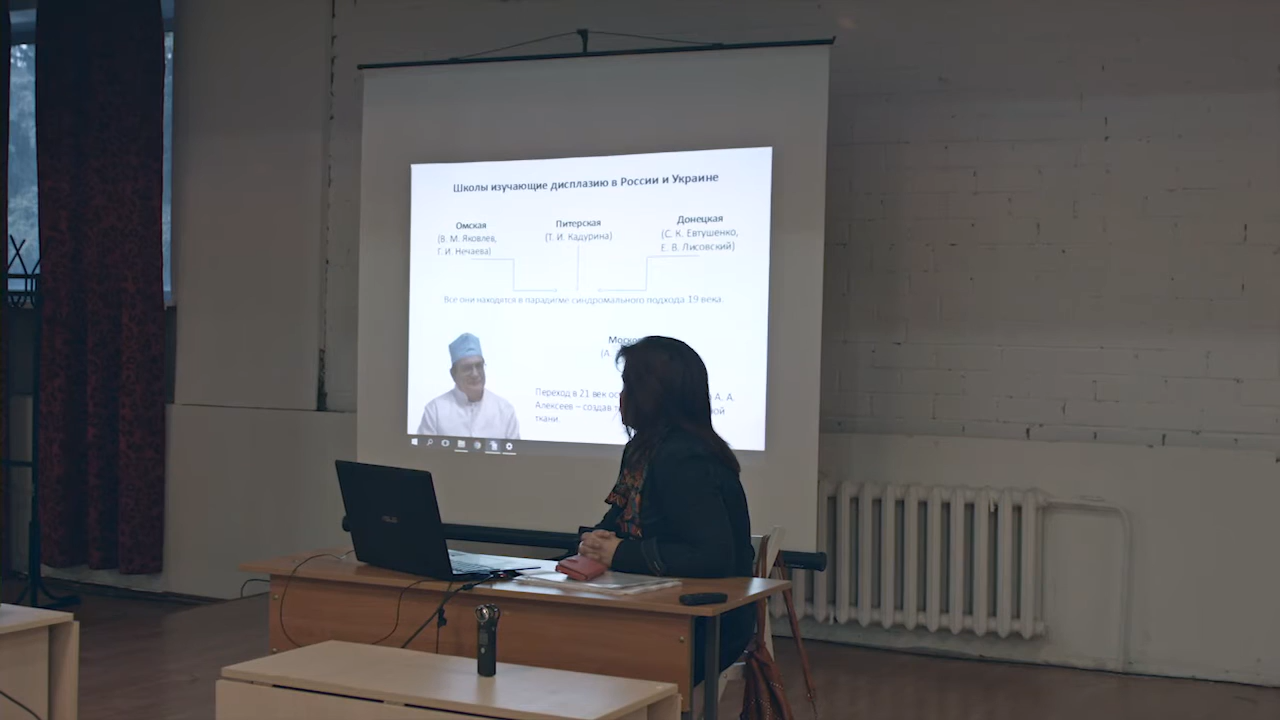 Школы изучающие дисплазию в России и Украине
Омская
(В. М. Яковлев,
Г. И. Нечаева)
Питерская
(Т. И. Кадурина)
Донецкая
(С. К. Евтушенко,
Е. В. Лисовский)
Все они находятся в парадигме синдромального подхода 19 века.
(А.
Переход в 21 век А. А.
Алексеев – создав
ткани.
ASUS